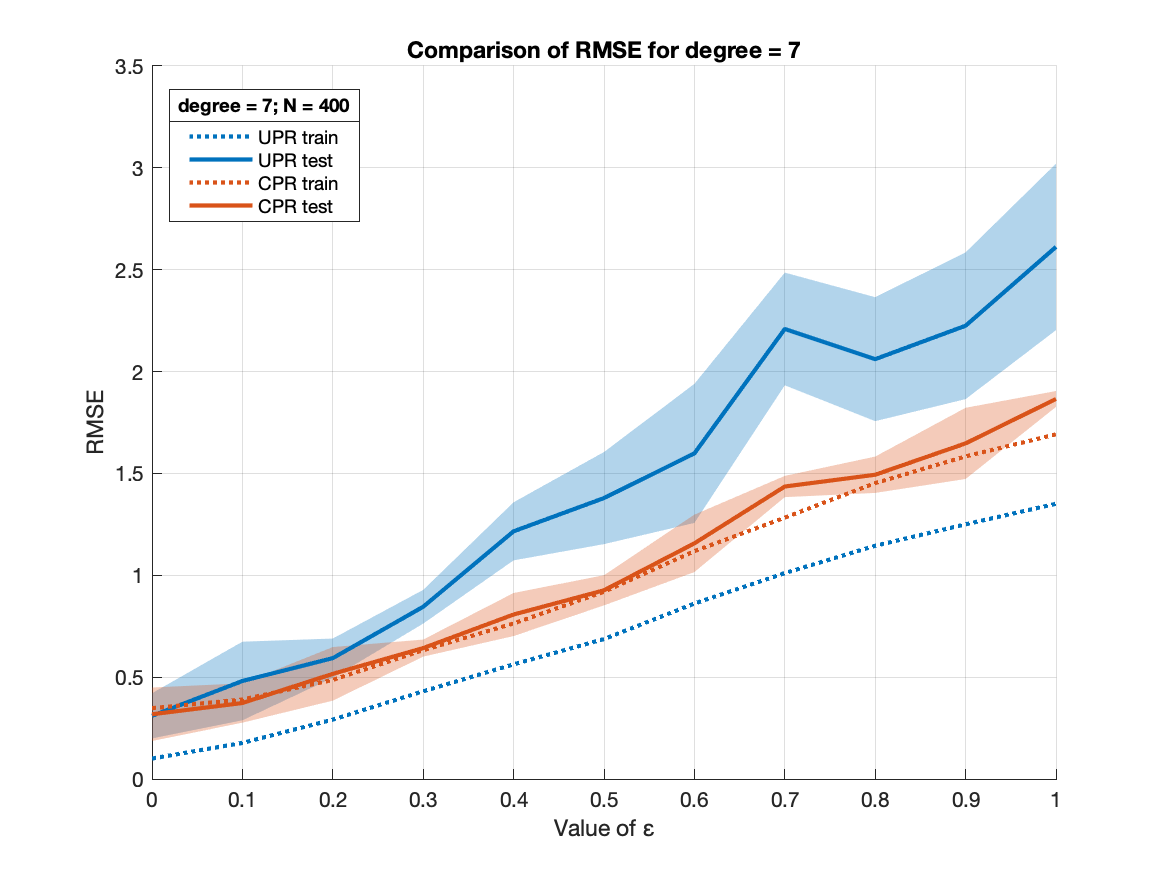 Comparison of RMSE for degree = 7
3.5
3
2.5
2
1.5
1
0.5
0
RMSE
degree = 7; N = 400
UPR train
UPR test
CPR train
CPR test
0 0.1 0.2 0.3 0.4 0.5 0.6 0.7 0.8 0.9 1
Value of ε